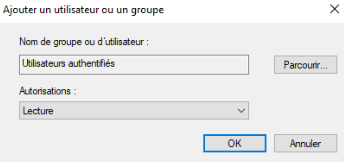 Ajouter un utilisateur ou un groupe
Nom de groupe ou d'utilisateur :
Utilisateurs authentifiés
Parcourir...
Autorisations :
Lecture
OK
Annuler